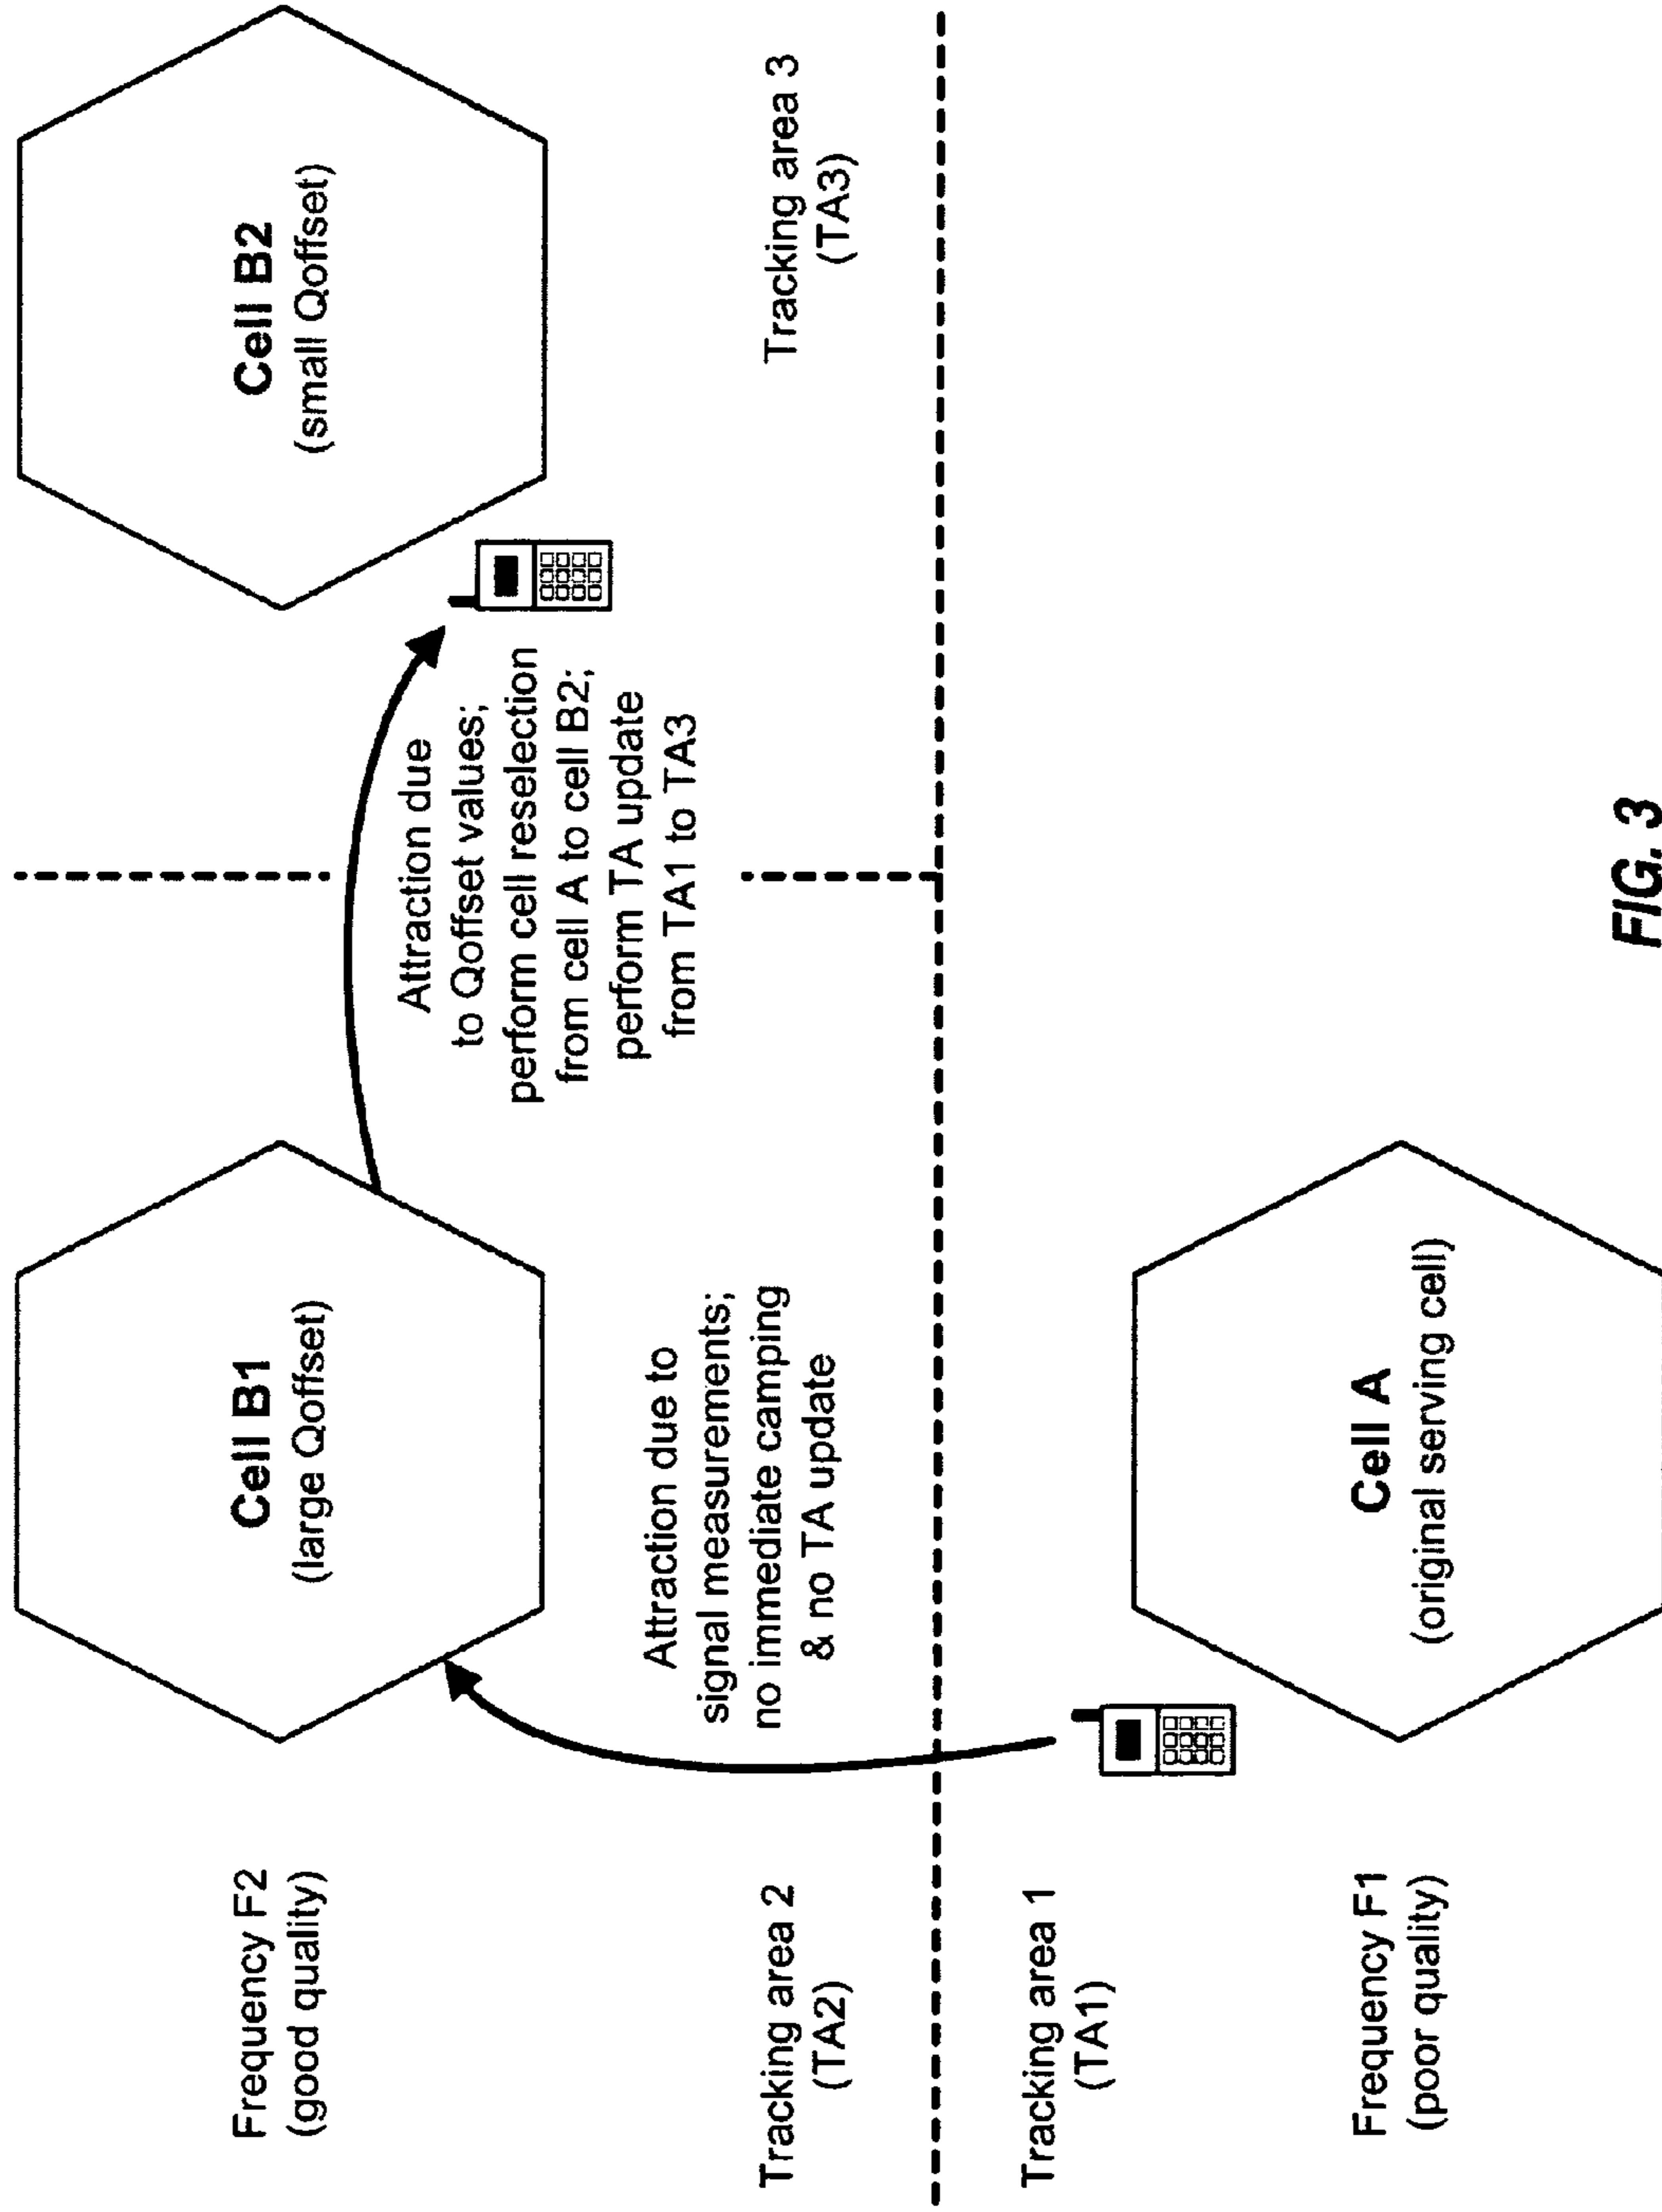 Frequency F2
(good quality)
Cell B1
(large Qoffset)
Cell B2
(small Qoffset)
Attraction due
to Qoffset values;
perform cell reselection
from cell A to cell B2;
perform TA update
from TA1 to TA3
Attraction due to
signal measurements;
no immediate camping
& no TA update
Tracking area 2
(TA2)
Tracking area 3
(TA3)
Tracking area 1
(TA1)
Cell A
(original serving cell)
Frequency F1
(poor quality)
FIG. 3